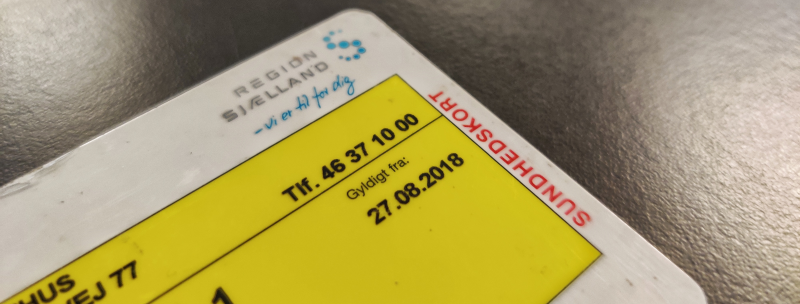 REGION
SJÆLLAND
- vi er til for dig
SUNDHEDSKORT
Tlf. 46 37 10 00
Gyldigt fra:
27.08.2018
HUS
VEJ 77
1